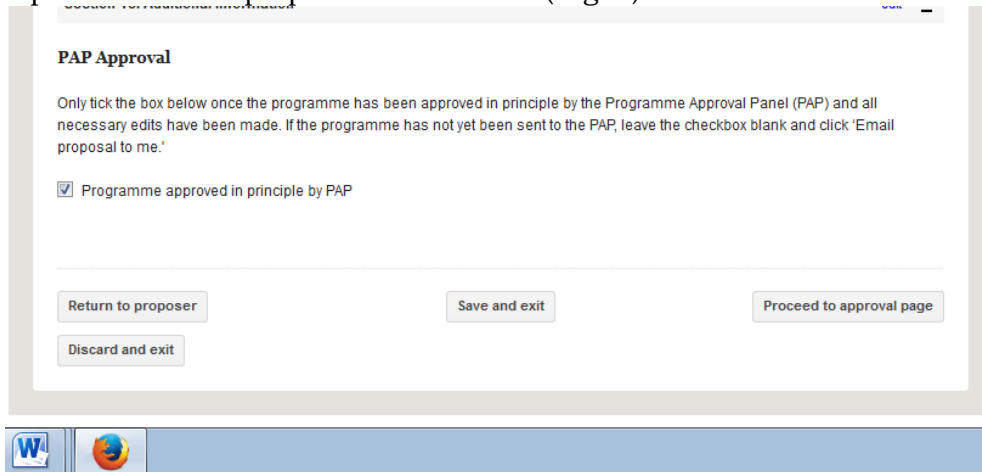 PAP Approval
Only tick the box below once the programme has been approved in principle by the Programme Approval Panel (PAP) and all
necessary edits have been made. If the programme has not yet been sent to the PAP, leave the checkbox blank and click 'Email
proposal to me.'
Programme approved in principle by PAP
Return to proposer
Save and exit
Proceed to approval page
Discard and exit
W